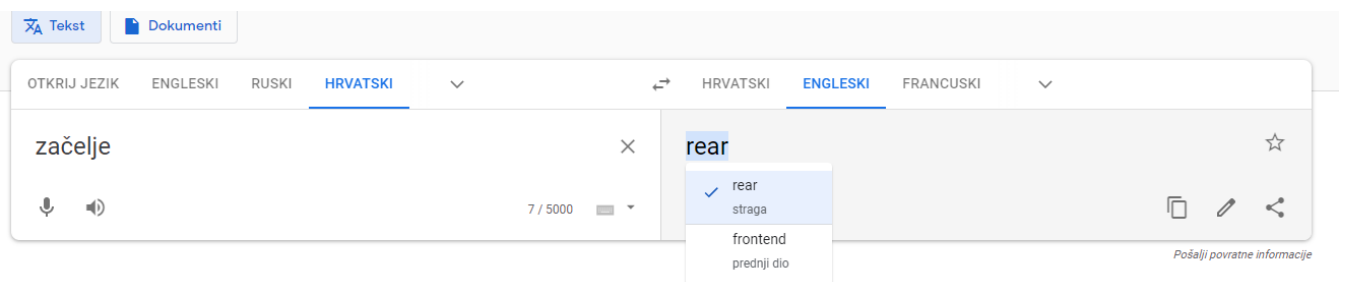 Tekst Dokumenti
OTKRIJ JEZIK ENGLESKI RUSKI HRVATSKI HRVATSKI ENGLESKI FRANCUSKI
začelje rear
7 / 5000
rear
straga
frontend
prednji dio
Pošalji povratne informacije